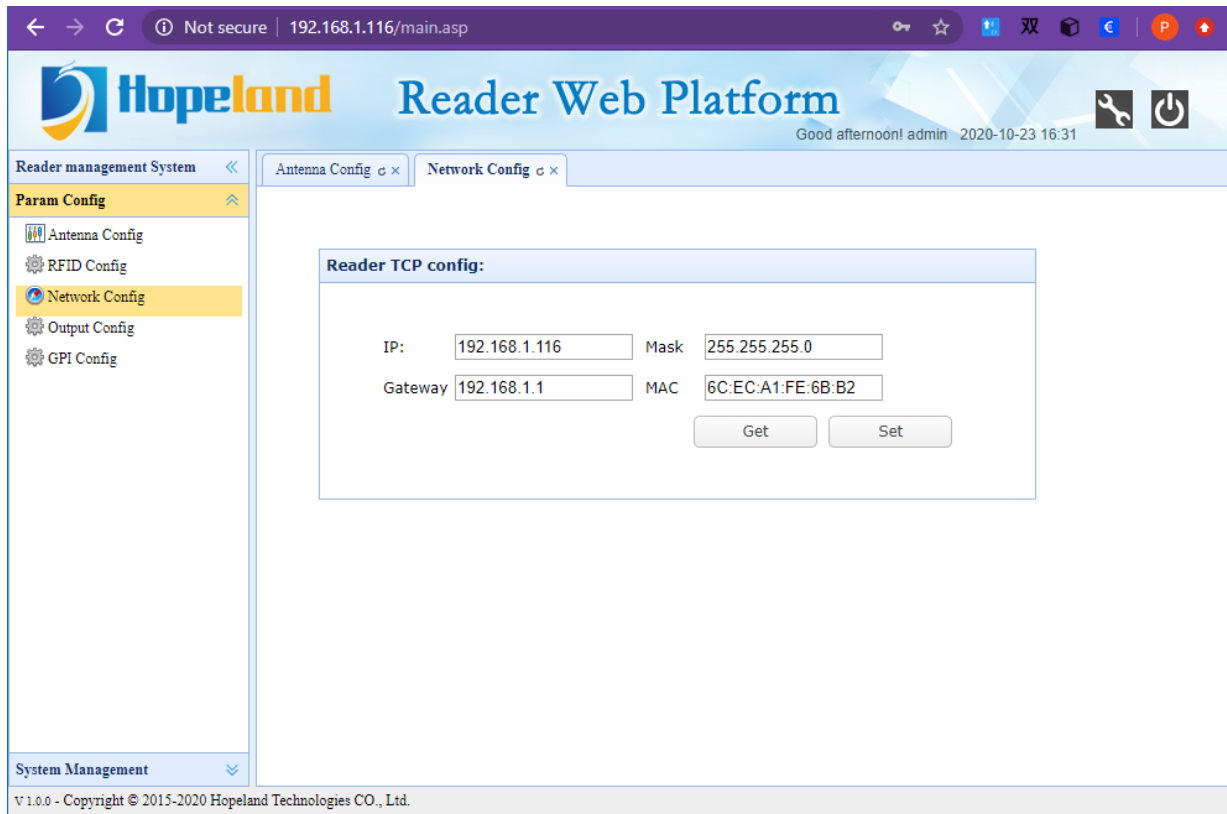 Not secure 192.168.1.116/main.asp 双 € P
Hopeland Reader Web Platform
Good afternoon! admin 2020-10-23 16:31
Reader management System
Antenna Config
Network Config
Param Config
Antenna Config
RFID Config
Network Config
Output Config
GPI Config
Reader TCP config:
IP: 192.168.1.116 Mask 255.255.255.0
Gateway 192.168.1.1 MAC 6C:EC:A1:FE:6B:B2
Get Set
System Management
V 1.0.0 - Copyright © 2015-2020 Hopeland Technologies CO., Ltd.